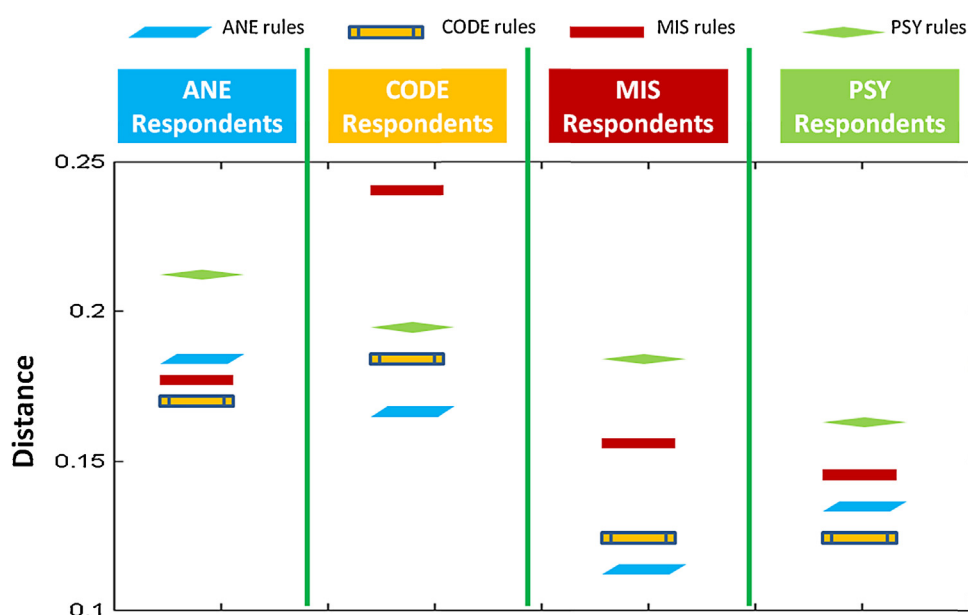 ANE rules CODE rules MIS rules PSY rules
ANE Respondents
CODE Respondents
MIS Respondents
PSY Respondents
0.25
0.2
0.15
0.1
Distance